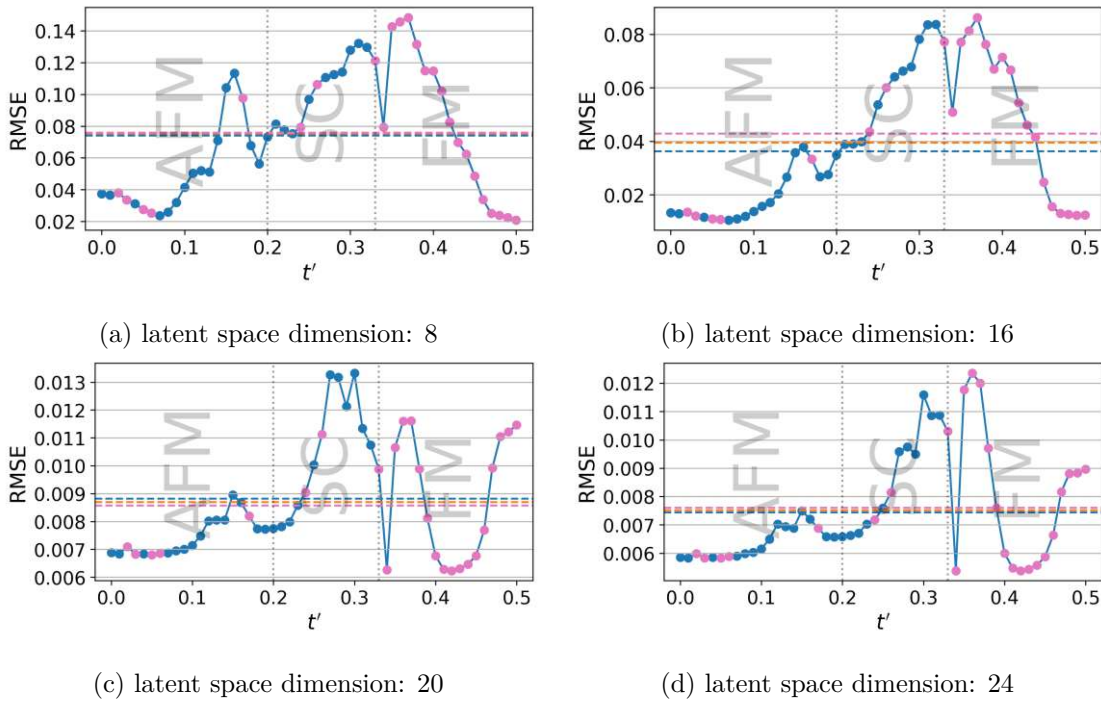 0.14
0.12
0.10
0.08
0.06
0.04
0.02
RMSE
AFM
SC
FM
0.0 0.1 0.2 0.3 0.4 0.5
t′
(a) latent space dimension: 8
0.08
0.06
0.04
0.02
RMSE
AFM
SC
FM
0.0 0.1 0.2 0.3 0.4 0.5
t′
(b) latent space dimension: 16
0.013
0.012
0.011
0.010
0.009
0.008
0.007
0.006
RMSE
AFM
SC
FM
0.0 0.1 0.2 0.3 0.4 0.5
t′
(c) latent space dimension: 20
0.012
0.011
0.010
0.009
0.008
0.007
0.006
RMSE
AFM
SC
FM
0.0 0.1 0.2 0.3 0.4 0.5
t′
(d) latent space dimension: 24